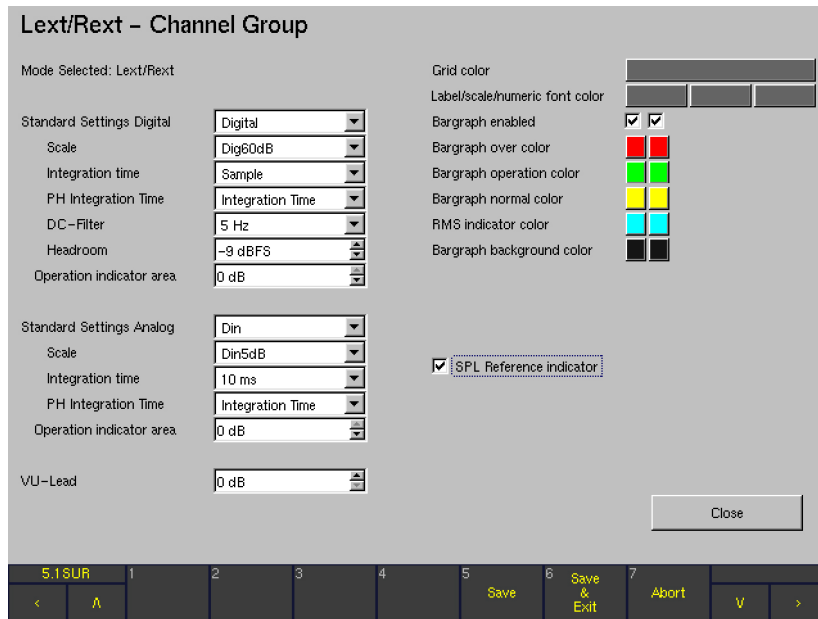 Lext/Rext – Channel Group
Mode Selected: Lext/Rext
Standard Settings Digital Digital
Scale Dig60dB
Integration time Sample
PH Integration Time Integration Time
DC–Filter 5 Hz
Headroom –9 dBFS
Operation indicator area 0 dB
Standard Settings Analog Din
Scale Din5dB
Integration time 10 ms
PH Integration Time Integration Time
Operation indicator area 0 dB
VU–Lead 0 dB
Grid color
Label/scale/numeric font color
Bargraph enabled
Bargraph over color
Bargraph operation color
Bargraph normal color
RMS indicator color
Bargraph background color
SPL Reference indicator
Close
5.1SUR 1 2 3 4 5 6 7
< Λ Save Save & Exit Abort V >